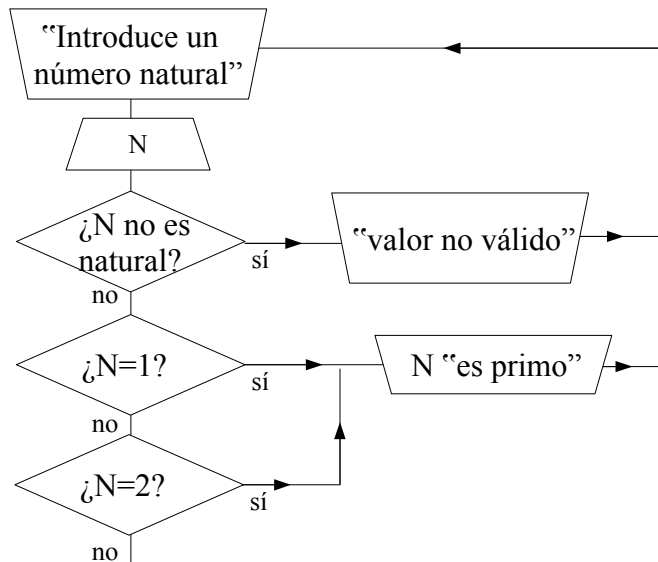 “Introduce un
número natural”
N
¿N no es
natural?
sí
“valor no válido”
no
¿N=1?
sí
N “es primo”
no
¿N=2?
sí
no